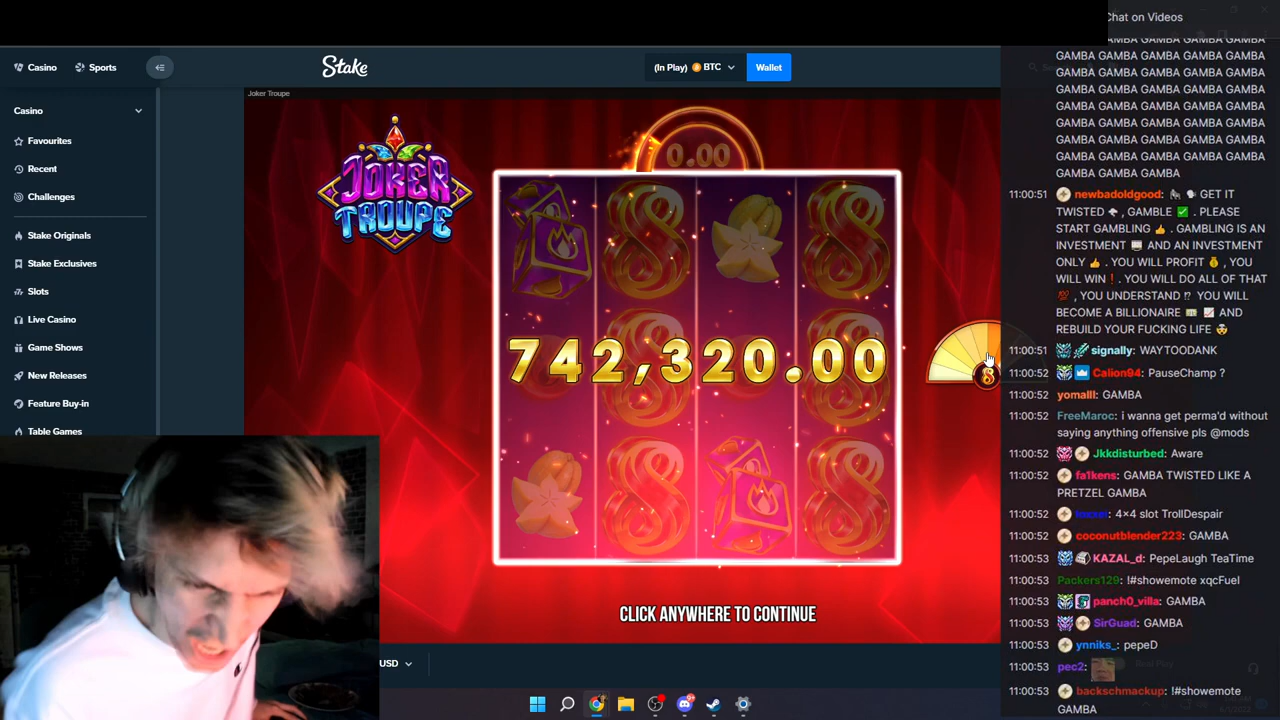 Chat on Videos
Casino
Sports
Stake
(In Play) BTC
Wallet
Casino
Favourites
Recent
Challenges
Stake Originals
Stake Exclusives
Slots
Live Casino
Game Shows
New Releases
Feature Buy-in
Table Games
Joker Troupe
JOKER
TROUPE
0.00
742,320.00
CLICK ANYWHERE TO CONTINUE
USD
GAMBA GAMBA GAMBA GAMBA GAMBA
GAMBA GAMBA GAMBA GAMBA GAMBA
GAMBA GAMBA GAMBA GAMBA GAMBA
GAMBA GAMBA GAMBA GAMBA GAMBA
GAMBA GAMBA GAMBA GAMBA GAMBA
GAMBA GAMBA GAMBA GAMBA GAMBA
GAMBA GAMBA GAMBA GAMBA GAMBA
GAMBA GAMBA GAMBA GAMBA GAMBA
GAMBA GAMBA GAMBA
11:00:51 newbadoldgood: GET IT
TWISTED , GAMBLE ✅ . PLEASE
START GAMBLING 👍 . GAMBLING IS AN
INVESTMENT AND AN INVESTMENT
ONLY 👍 . YOU WILL PROFIT 💰 , YOU
WILL WIN ❗ . YOU WILL DO ALL OF THAT
💯 , YOU UNDERSTAND ⁉ YOU WILL
BECOME A BILLIONAIRE 💵 📈 AND
REBUILD YOUR FUCKING LIFE 🤯
11:00:51 signally: WAYTOODANK
11:00:52 Calion94: PauseChamp ?
11:00:52 yomalll: GAMBA
11:00:52 FreeMaroc: i wanna get perma'd without
saying anything offensive pls @mods
11:00:52 Jkkdisturbed: Aware
11:00:52 fa1kens: GAMBA TWISTED LIKE A
PRETZEL GAMBA
11:00:52 4×4 slot TrollDespair
11:00:52 coconutblender223: GAMBA
11:00:53 KAZAL_d: PepeLaugh TeaTime
11:00:53 Packers129: !#showemote xqcFuel
11:00:53 panch0_villa: GAMBA
11:00:53 SirGuad: GAMBA
11:00:53 ynniks_: pepeD
11:00:53 pec2:
11:00:53 backschmackup: !#showemote
GAMBA